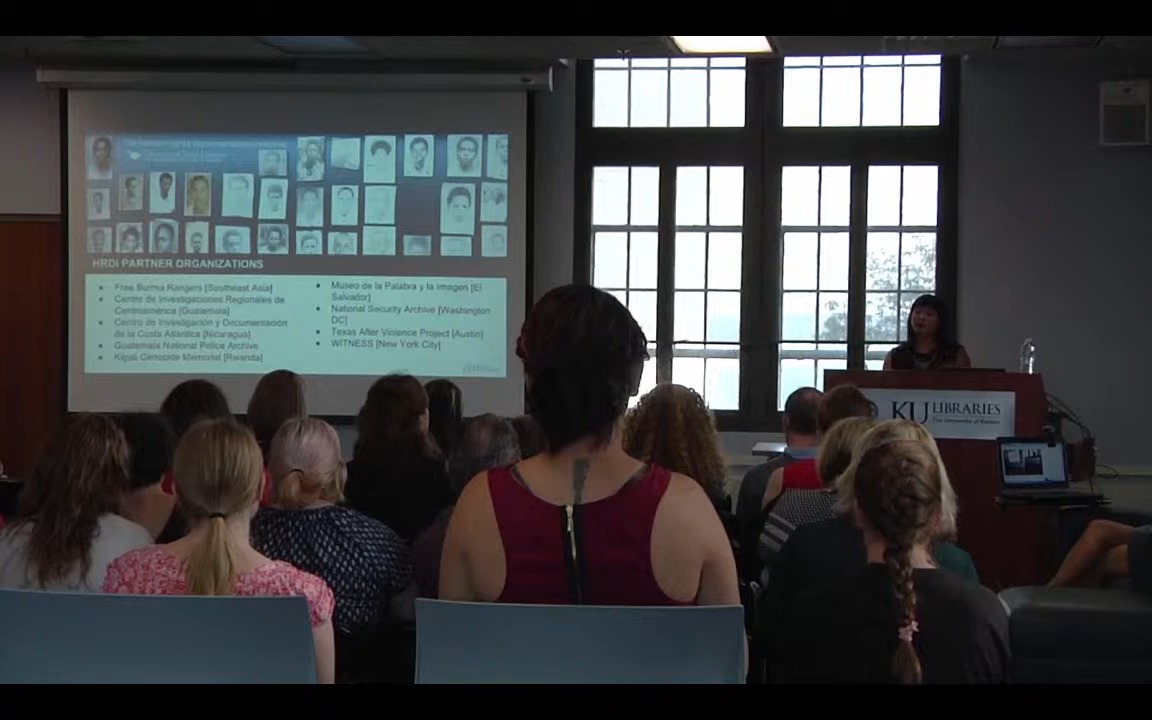 HRDI PARTNER ORGANIZATIONS
Free Burma Rangers [Southeast Asia]
Centro de Investigaciones Regionales de
Centroamérica [Guatemala]
Centro de Investigación y Documentación
de la Costa Atlántica [Nicaragua]
Guatemala National Police Archive
Kigali Genocide Memorial [Rwanda]
Museo de la Palabra y la Imagen [El
Salvador]
National Security Archive [Washington
DC]
Texas After Violence Project [Austin]
WITNESS [New York City]
KU LIBRARIES
The University of Kansas